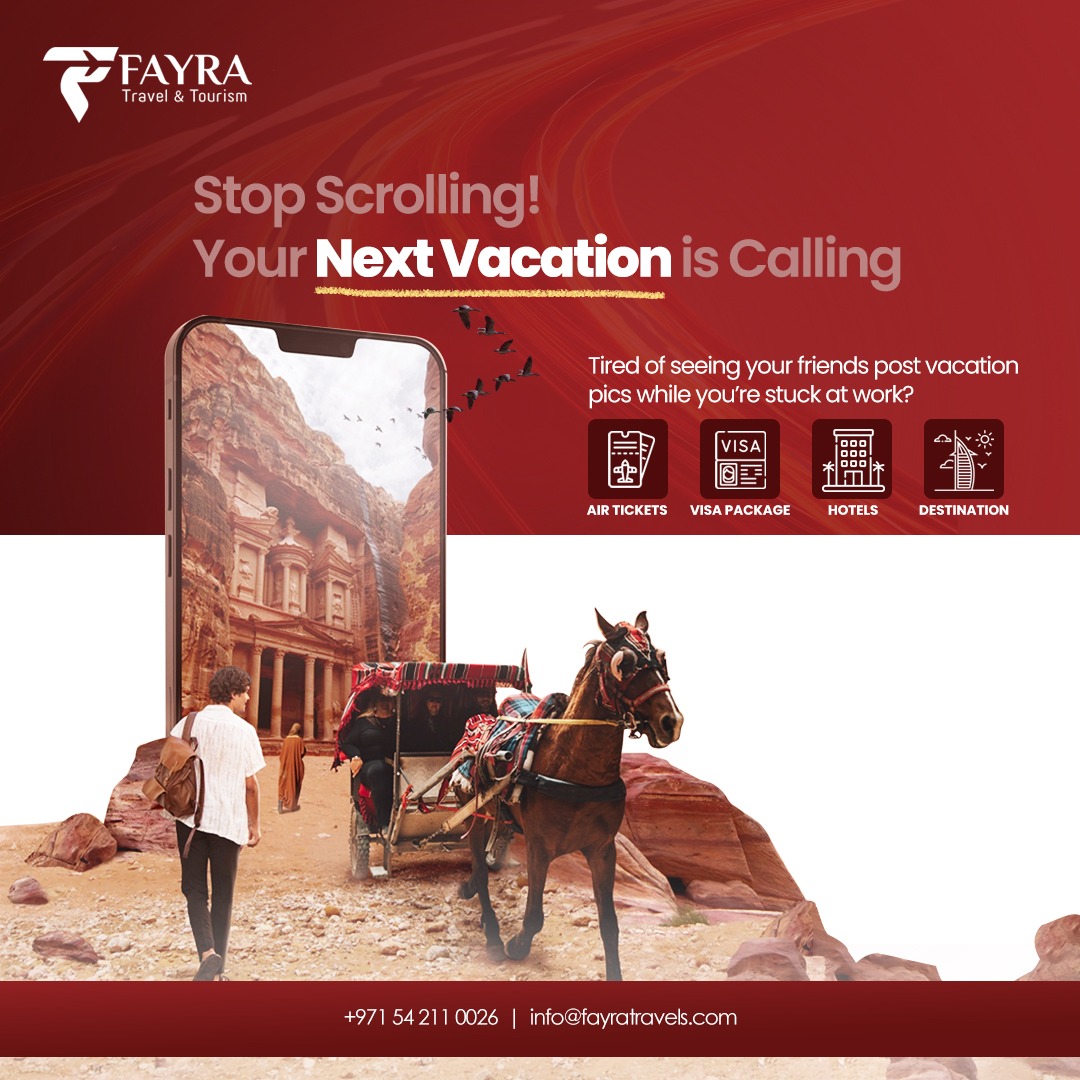 FAYRA
Travel & Tourism
Stop Scrolling!
Your Next Vacation is Calling
Tired of seeing your friends post vacation
pics while you’re stuck at work?
VISA
AIR TICKETS VISA PACKAGE HOTELS DESTINATION
+971 54 211 0026 | info@fayratravels.com